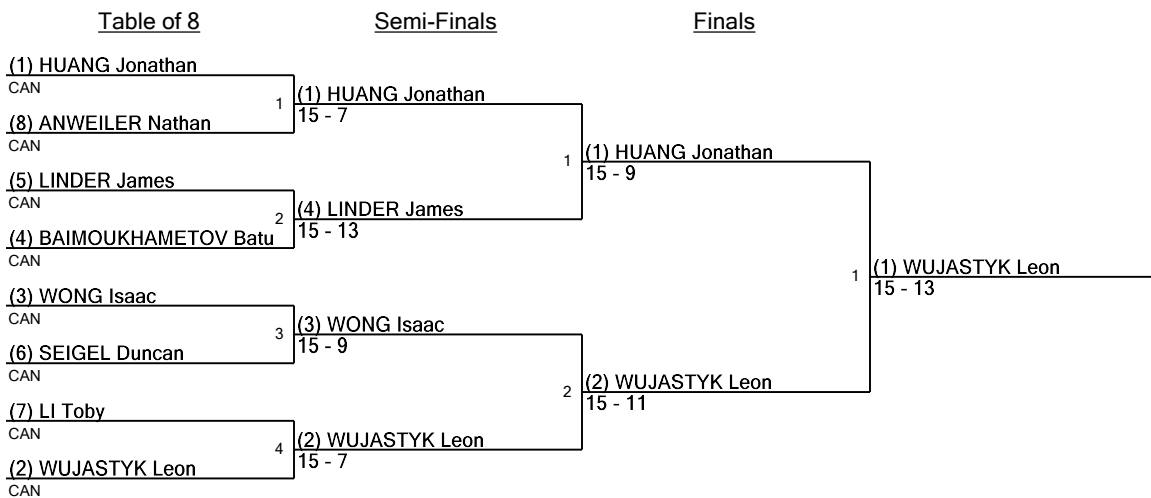 Table of 8
Semi-Finals
Finals
(1) HUANG Jonathan
CAN
(8) ANWEILER Nathan
CAN
(5) LINDER James
CAN
(4) BAIMOUKHAMETOV Batu
CAN
(3) WONG Isaac
CAN
(6) SEIGEL Duncan
CAN
(7) LI Toby
CAN
(2) WUJASTYK Leon
CAN
1
(1) HUANG Jonathan
15 - 7
2
(4) LINDER James
15 - 13
3
(3) WONG Isaac
15 - 9
4
(2) WUJASTYK Leon
15 - 7
1
(1) HUANG Jonathan
15 - 9
2
(2) WUJASTYK Leon
15 - 11
1
(1) WUJASTYK Leon
15 - 13